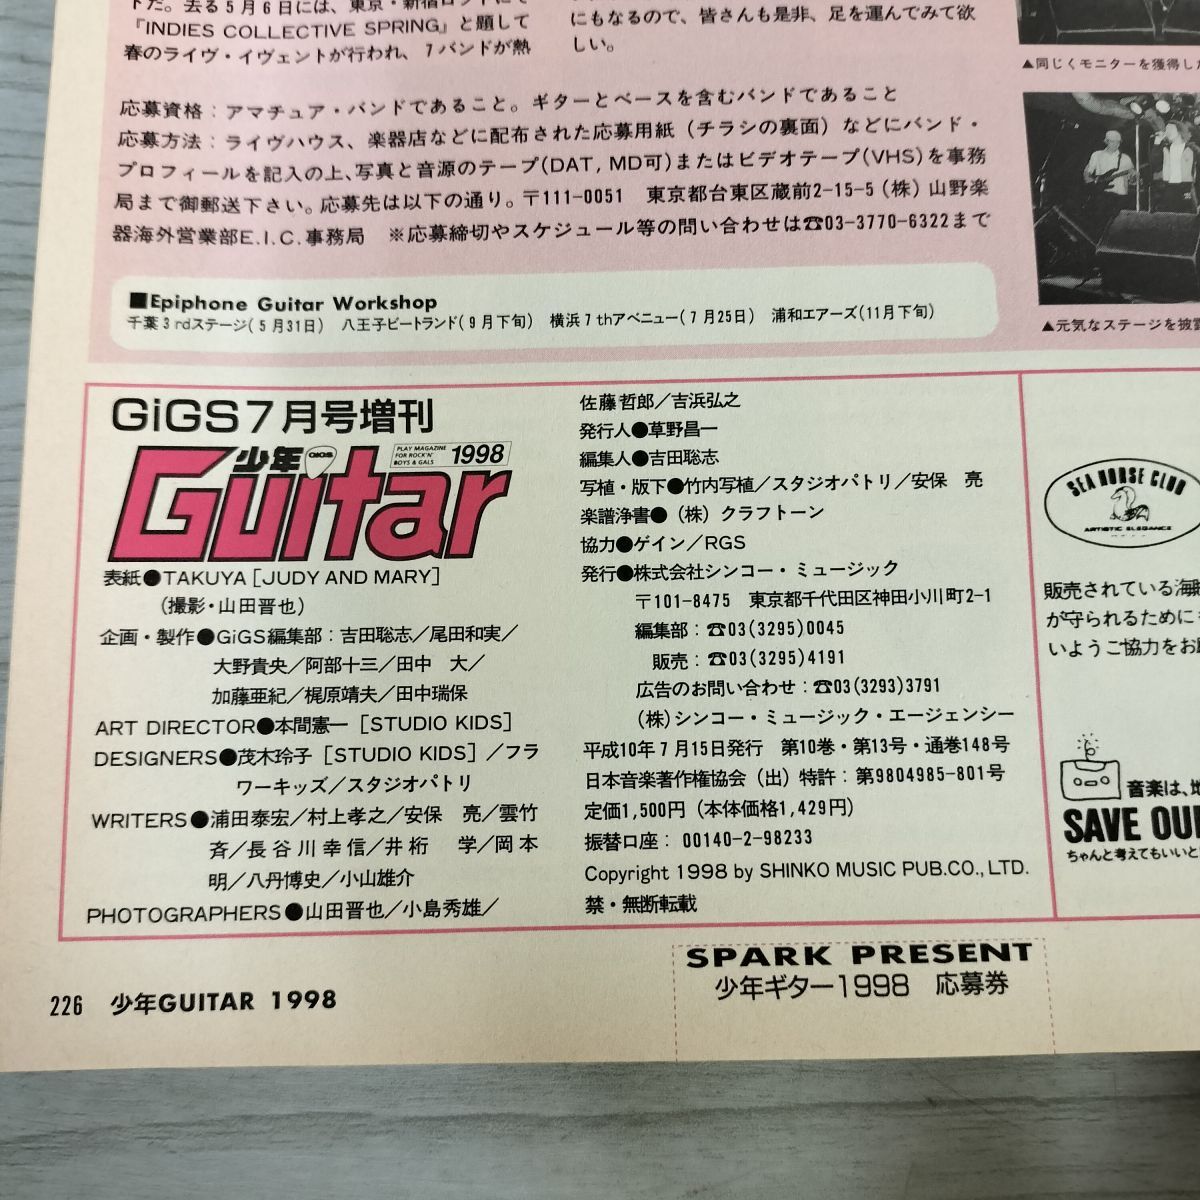 トだ。去る5月6日には、東京・新宿ロフトにて
『INDIES COLLECTIVE SPRING』と題して
春のライヴ・イヴェントが行われ、7バンドが熱
にもなるので、皆さんも是非、足を運んでみて欲
しい。
▲同じくモニターを獲得した
応募資格：アマチュア・バンドであること。ギターとベースを含むバンドであること
応募方法：ライヴハウス、楽器店などに配布された応募用紙（チラシの裏面）などにバンド・
プロフィールを記入の上、写真と音源のテープ(DAT, MD可)またはビデオテープ(VHS)を事務
局まで御郵送下さい。応募先は以下の通り。〒111-0051　東京都台東区蔵前2-15-5(株)山野楽
器海外営業部E.I.C.事務局　※応募締切やスケジュール等の問い合わせは☎03-3770-6322まで
■Epiphone Guitar Workshop
千葉3rdステージ(5月31日)　八王子ビートランド(9月下旬)　横浜7thアベニュー(7月25日)　浦和エアーズ(11月下旬)
▲元気なステージを披露
GiGS7月号増刊
少年 GiGS
PLAY MAGAZINE
FOR ROCK'N'
BOYS & GALS
1998
Guitar
表紙●TAKUYA［JUDY AND MARY］
（撮影・山田晋也）
企画・製作●GiGS編集部：吉田聡志／尾田和実／
大野貴央／阿部十三／田中　大／
加藤亜紀／梶原靖夫／田中瑞保
ART DIRECTOR●本間憲一［STUDIO KIDS］
DESIGNERS●茂木玲子［STUDIO KIDS］／フラ
ワーキッズ／スタジオパトリ
WRITERS●浦田泰宏／村上孝之／安保　亮／雲竹
斉／長谷川幸信／井桁　学／岡本
明／八丹博史／小山雄介
PHOTOGRAPHERS●山田晋也／小島秀雄／
佐藤哲郎／吉浜弘之
発行人●草野昌一
編集人●吉田聡志
写植・版下●竹内写植／スタジオパトリ／安保　亮
楽譜浄書●（株）クラフトーン
協力●ゲイン／RGS
発行●株式会社シンコー・ミュージック
〒101-8475　東京都千代田区神田小川町2-1
編集部：☎03(3295)0045
販売：☎03(3295)4191
広告のお問い合わせ：☎03(3293)3791
（株）シンコー・ミュージック・エージェンシー
平成10年7月15日発行　第10巻・第13号・通巻148号
日本音楽著作権協会（出）特許：第9804985-801号
定価1,500円（本体価格1,429円）
振替口座：00140-2-98233
Copyright 1998 by SHINKO MUSIC PUB.CO., LTD.
禁・無断転載
SEA HORSE CLUB
ARTISTIC ELEGANCE
販売されている海賊
が守られるために
いようご協力をお願
音楽は、地
SAVE OUR
ちゃんと考えてもいいと
SPARK PRESENT
少年ギター1998　応募券
226　少年GUITAR 1998